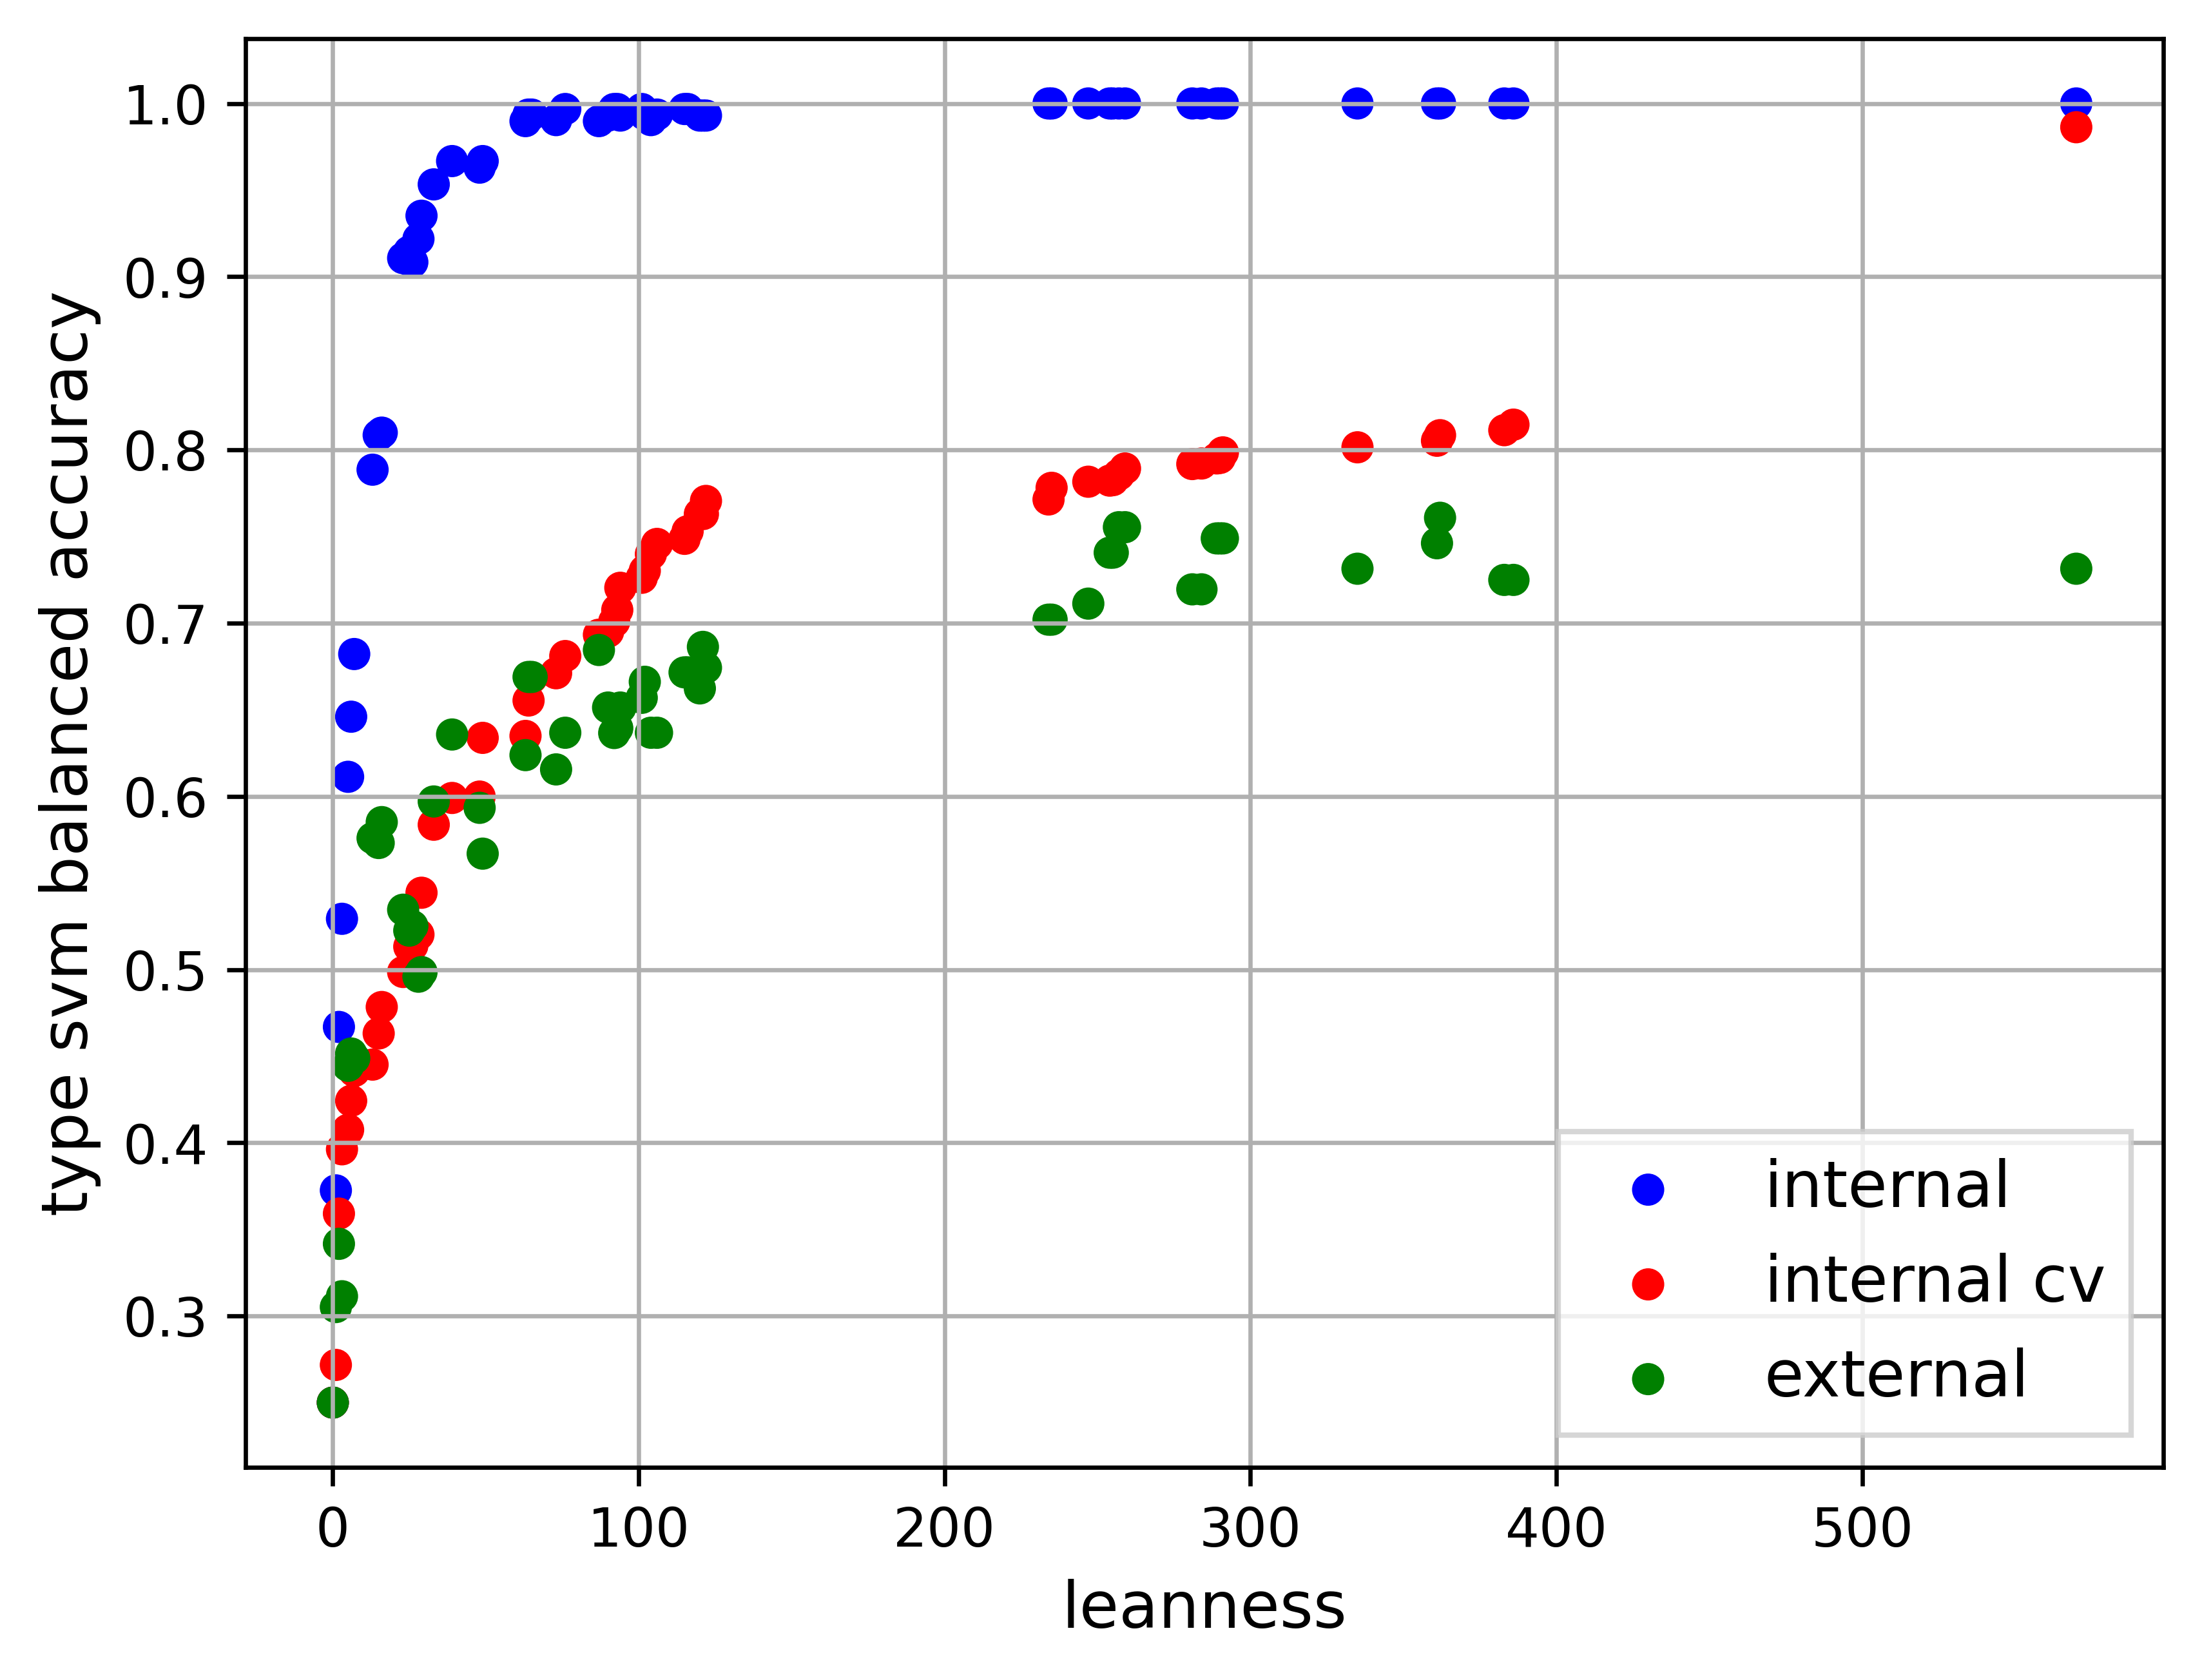 type svm balanced accuracy
1.0
0.9
0.8
0.7
0.6
0.5
0.4
0.3
internal
internal cv
external
0 100 200 300 400 500
leanness